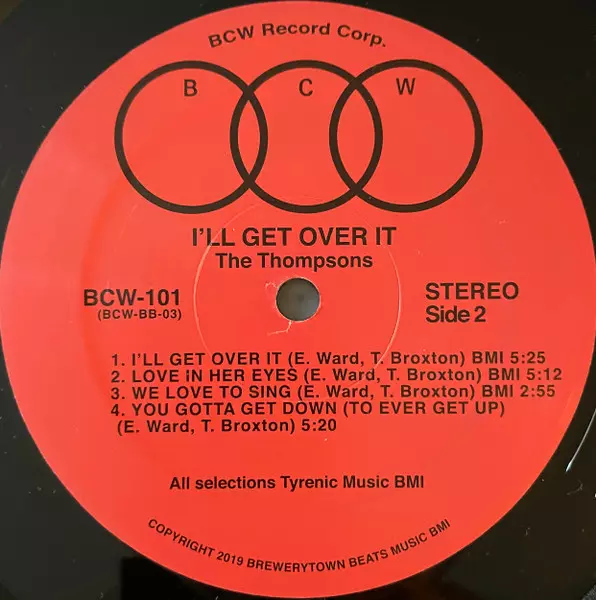 BCW Record Corp.
B C W
I'LL GET OVER IT
The Thompsons
BCW-101
(BCW-BB-03)
STEREO
Side 2
1. I'LL GET OVER IT (E. Ward, T. Broxton) BMI 5:25
2. LOVE iN HER EYES (E. Ward, T. Broxton) BMI 5:12
3. WE LOVE TO SING (E. Ward, T. Broxton) BMI 2:55
4. YOU GOTTA GET DOWN (TO EVER GET UP)
(E. Ward, T. Broxton) 5:20
All selections Tyrenic Music BMI
COPYRIGHT 2019 BREWERYTOWN BEATS MUSIC BMI